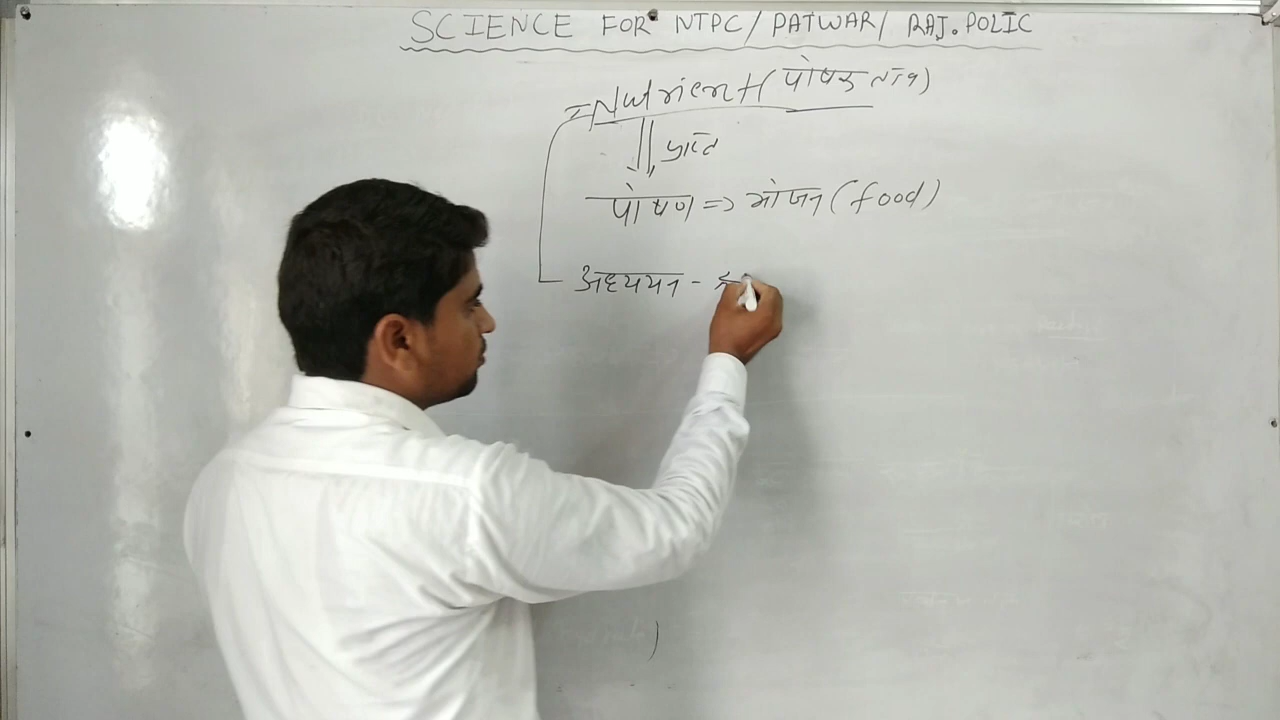 SCIENCE FOR NTPC/PATWAR/ RAJ.POLIC
=Nutrient(पोषक तत्व)
प्राप्त
पोषण => भोजन (food)
अध्ययन -